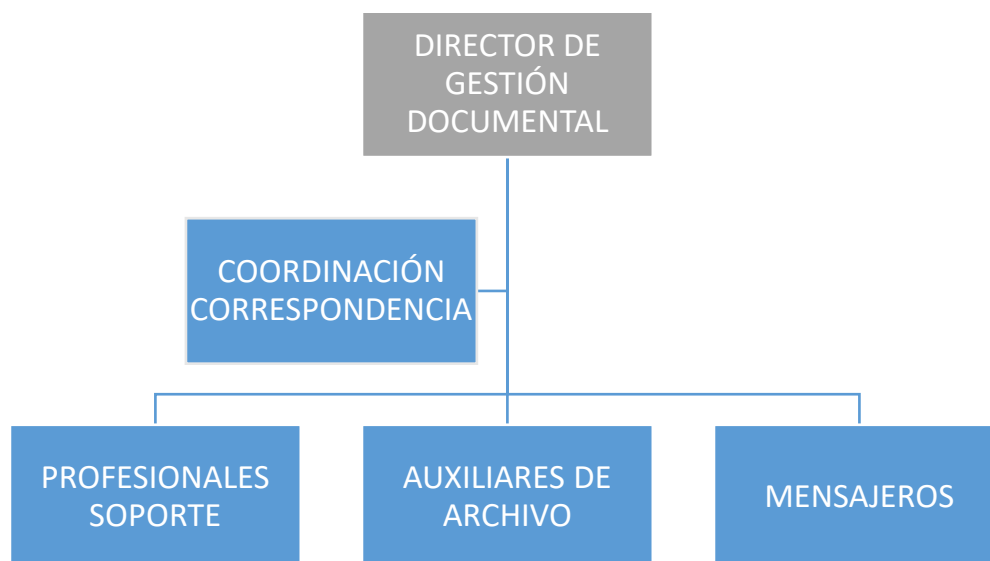 DIRECTOR DE
GESTIÓN
DOCUMENTAL
COORDINACIÓN
CORRESPONDENCIA
PROFESIONALES
SOPORTE
AUXILIARES DE
ARCHIVO
MENSAJEROS